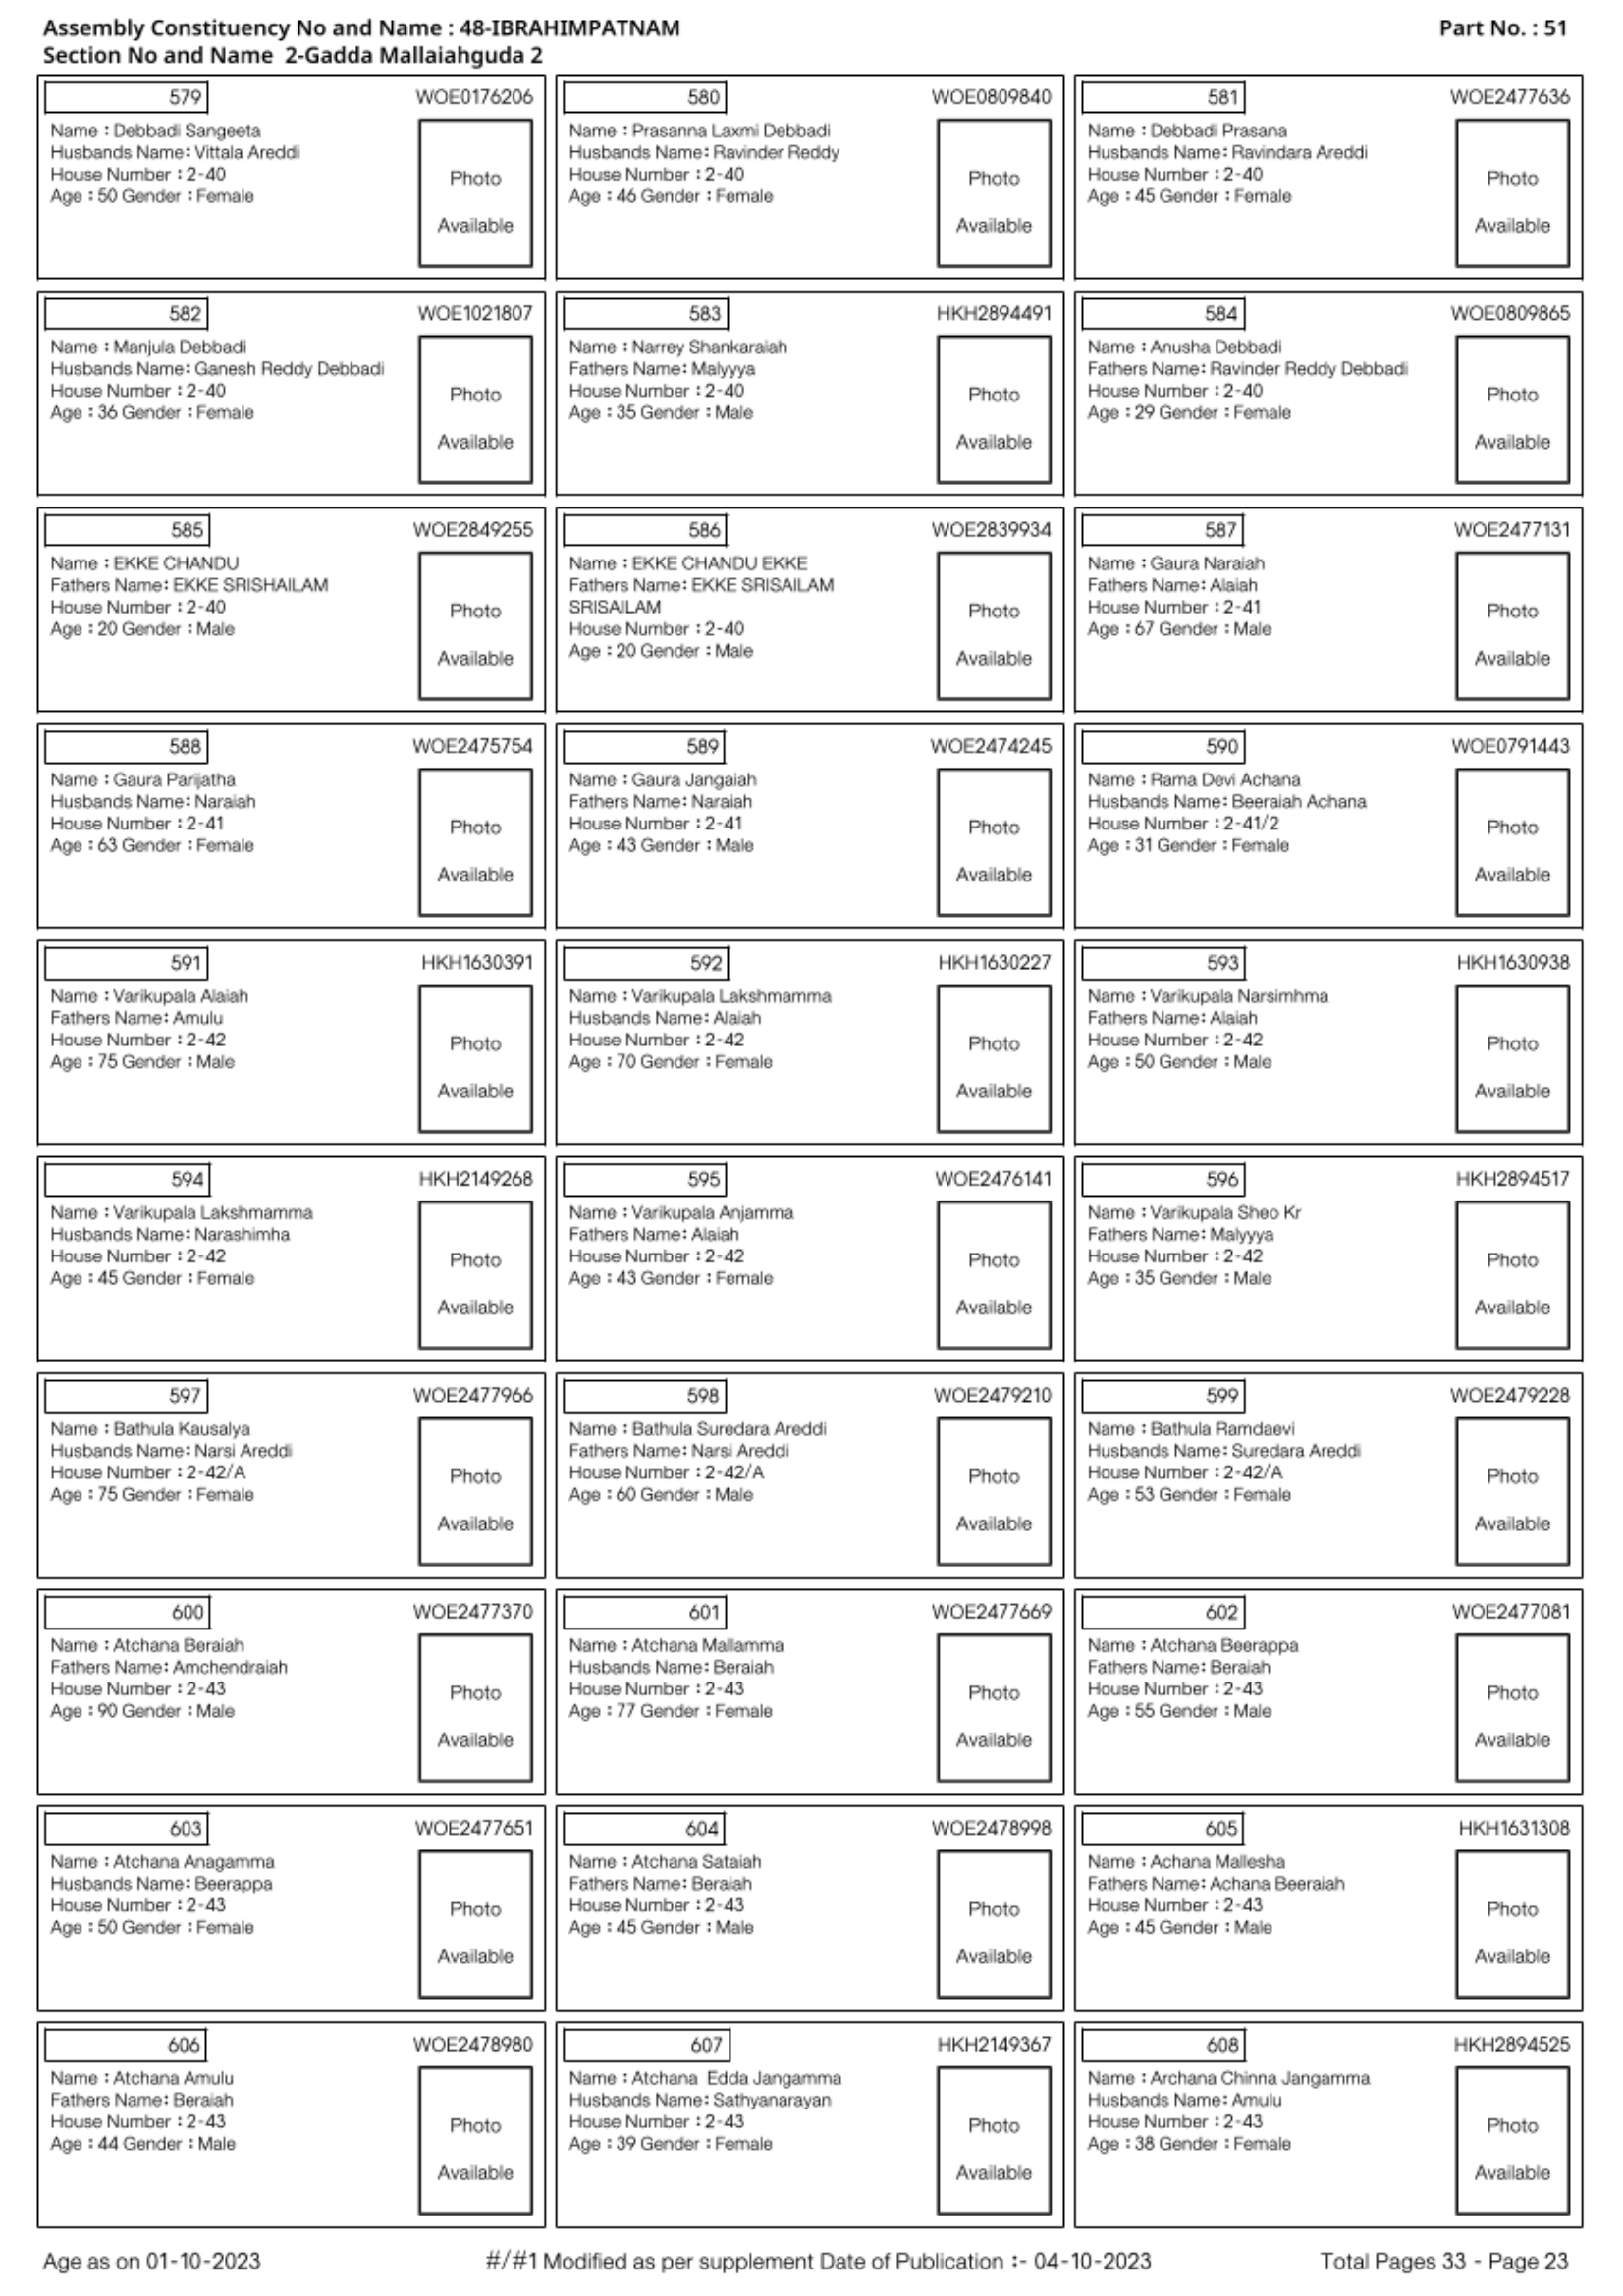 Assembly Constituency No and Name : 48-IBRAHIMPATNAM Part No. : 51
Section No and Name 2-Gadda Mallaiahguda 2
579 WOE0176206
Name : Debbadi Sangeeta
Husbands Name: Vittala Areddi
House Number : 2-40
Age : 50 Gender : Female
Photo
Available
580 WOE0809840
Name : Prasanna Laxmi Debbadi
Husbands Name: Ravinder Reddy
House Number : 2-40
Age : 46 Gender : Female
Photo
Available
581 WOE2477636
Name : Debbadi Prasana
Husbands Name: Ravindara Areddi
House Number : 2-40
Age : 45 Gender : Female
Photo
Available
582 WOE1021807
Name : Manjula Debbadi
Husbands Name: Ganesh Reddy Debbadi
House Number : 2-40
Age : 36 Gender : Female
Photo
Available
583 HKH2894491
Name : Narrey Shankaraiah
Fathers Name: Malyyya
House Number : 2-40
Age : 35 Gender : Male
Photo
Available
584 WOE0809865
Name : Anusha Debbadi
Fathers Name: Ravinder Reddy Debbadi
House Number : 2-40
Age : 29 Gender : Female
Photo
Available
585 WOE2849255
Name : EKKE CHANDU
Fathers Name: EKKE SRISHAILAM
House Number : 2-40
Age : 20 Gender : Male
Photo
Available
586 WOE2839934
Name : EKKE CHANDU EKKE
Fathers Name: EKKE SRISAILAM
SRISAILAM
House Number : 2-40
Age : 20 Gender : Male
Photo
Available
587 WOE2477131
Name : Gaura Naraiah
Fathers Name: Alaiah
House Number : 2-41
Age : 67 Gender : Male
Photo
Available
588 WOE2475754
Name : Gaura Parijatha
Husbands Name: Naraiah
House Number : 2-41
Age : 63 Gender : Female
Photo
Available
589 WOE2474245
Name : Gaura Jangaiah
Fathers Name: Naraiah
House Number : 2-41
Age : 43 Gender : Male
Photo
Available
590 WOE0791443
Name : Rama Devi Achana
Husbands Name: Beeraiah Achana
House Number : 2-41/2
Age : 31 Gender : Female
Photo
Available
591 HKH1630391
Name : Varikupala Alaiah
Fathers Name: Amulu
House Number : 2-42
Age : 75 Gender : Male
Photo
Available
592 HKH1630227
Name : Varikupala Lakshmamma
Husbands Name: Alaiah
House Number : 2-42
Age : 70 Gender : Female
Photo
Available
593 HKH1630938
Name : Varikupala Narsimhma
Fathers Name: Alaiah
House Number : 2-42
Age : 50 Gender : Male
Photo
Available
594 HKH2149268
Name : Varikupala Lakshmamma
Husbands Name: Narashimha
House Number : 2-42
Age : 45 Gender : Female
Photo
Available
595 WOE2476141
Name : Varikupala Anjamma
Fathers Name: Alaiah
House Number : 2-42
Age : 43 Gender : Female
Photo
Available
596 HKH2894517
Name : Varikupala Sheo Kr
Fathers Name: Malyyya
House Number : 2-42
Age : 35 Gender : Male
Photo
Available
597 WOE2477966
Name : Bathula Kausalya
Husbands Name: Narsi Areddi
House Number : 2-42/A
Age : 75 Gender : Female
Photo
Available
598 WOE2479210
Name : Bathula Suredara Areddi
Fathers Name: Narsi Areddi
House Number : 2-42/A
Age : 60 Gender : Male
Photo
Available
599 WOE2479228
Name : Bathula Ramdaevi
Husbands Name: Suredara Areddi
House Number : 2-42/A
Age : 53 Gender : Female
Photo
Available
600 WOE2477370
Name : Atchana Beraiah
Fathers Name: Amchendraiah
House Number : 2-43
Age : 90 Gender : Male
Photo
Available
601 WOE2477669
Name : Atchana Mallamma
Husbands Name: Beraiah
House Number : 2-43
Age : 77 Gender : Female
Photo
Available
602 WOE2477081
Name : Atchana Beerappa
Fathers Name: Beraiah
House Number : 2-43
Age : 55 Gender : Male
Photo
Available
603 WOE2477651
Name : Atchana Anagamma
Husbands Name: Beerappa
House Number : 2-43
Age : 50 Gender : Female
Photo
Available
604 WOE2478998
Name : Atchana Sataiah
Fathers Name: Beraiah
House Number : 2-43
Age : 45 Gender : Male
Photo
Available
605 HKH1631308
Name : Achana Mallesha
Fathers Name: Achana Beeraiah
House Number : 2-43
Age : 45 Gender : Male
Photo
Available
606 WOE2478980
Name : Atchana Amulu
Fathers Name: Beraiah
House Number : 2-43
Age : 44 Gender : Male
Photo
Available
607 HKH2149367
Name : Atchana Edda Jangamma
Husbands Name: Sathyanarayan
House Number : 2-43
Age : 39 Gender : Female
Photo
Available
608 HKH2894525
Name : Archana Chinna Jangamma
Husbands Name: Amulu
House Number : 2-43
Age : 38 Gender : Female
Photo
Available
Age as on 01-10-2023 #/#1 Modified as per supplement Date of Publication :- 04-10-2023 Total Pages 33 - Page 23